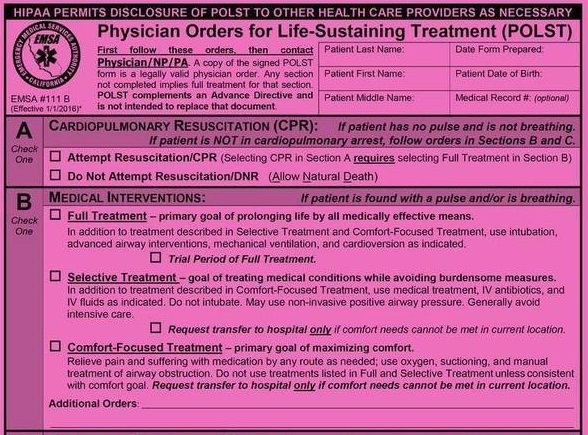 HIPAA PERMITS DISCLOSURE OF POLST TO OTHER HEALTH CARE PROVIDERS AS NECESSARY
EMERGENCY MEDICAL SERVICES AUTHORITY
EMSA
CALIFORNIA
EMSA #111 B
(Effective 1/1/2016)*
Physician Orders for Life-Sustaining Treatment (POLST)
First follow these orders, then contact
Physician/NP/PA. A copy of the signed POLST
form is a legally valid physician order. Any section
not completed implies full treatment for that section.
POLST complements an Advance Directive and
is not intended to replace that document.
Patient Last Name:
Date Form Prepared:
Patient First Name:
Patient Date of Birth:
Patient Middle Name:
Medical Record #: (optional)
A
Check
One
CARDIOPULMONARY RESUSCITATION (CPR): If patient has no pulse and is not breathing.
If patient is NOT in cardiopulmonary arrest, follow orders in Sections B and C.
☐ Attempt Resuscitation/CPR (Selecting CPR in Section A requires selecting Full Treatment in Section B)
☐ Do Not Attempt Resuscitation/DNR (Allow Natural Death)
B
Check
One
MEDICAL INTERVENTIONS: If patient is found with a pulse and/or is breathing.
☐ Full Treatment – primary goal of prolonging life by all medically effective means.
In addition to treatment described in Selective Treatment and Comfort-Focused Treatment, use intubation,
advanced airway interventions, mechanical ventilation, and cardioversion as indicated.
☐ Trial Period of Full Treatment.
☐ Selective Treatment – goal of treating medical conditions while avoiding burdensome measures.
In addition to treatment described in Comfort-Focused Treatment, use medical treatment, IV antibiotics, and
IV fluids as indicated. Do not intubate. May use non-invasive positive airway pressure. Generally avoid
intensive care.
☐ Request transfer to hospital only if comfort needs cannot be met in current location.
☐ Comfort-Focused Treatment – primary goal of maximizing comfort.
Relieve pain and suffering with medication by any route as needed; use oxygen, suctioning, and manual
treatment of airway obstruction. Do not use treatments listed in Full and Selective Treatment unless consistent
with comfort goal. Request transfer to hospital only if comfort needs cannot be met in current location.
Additional Orders: